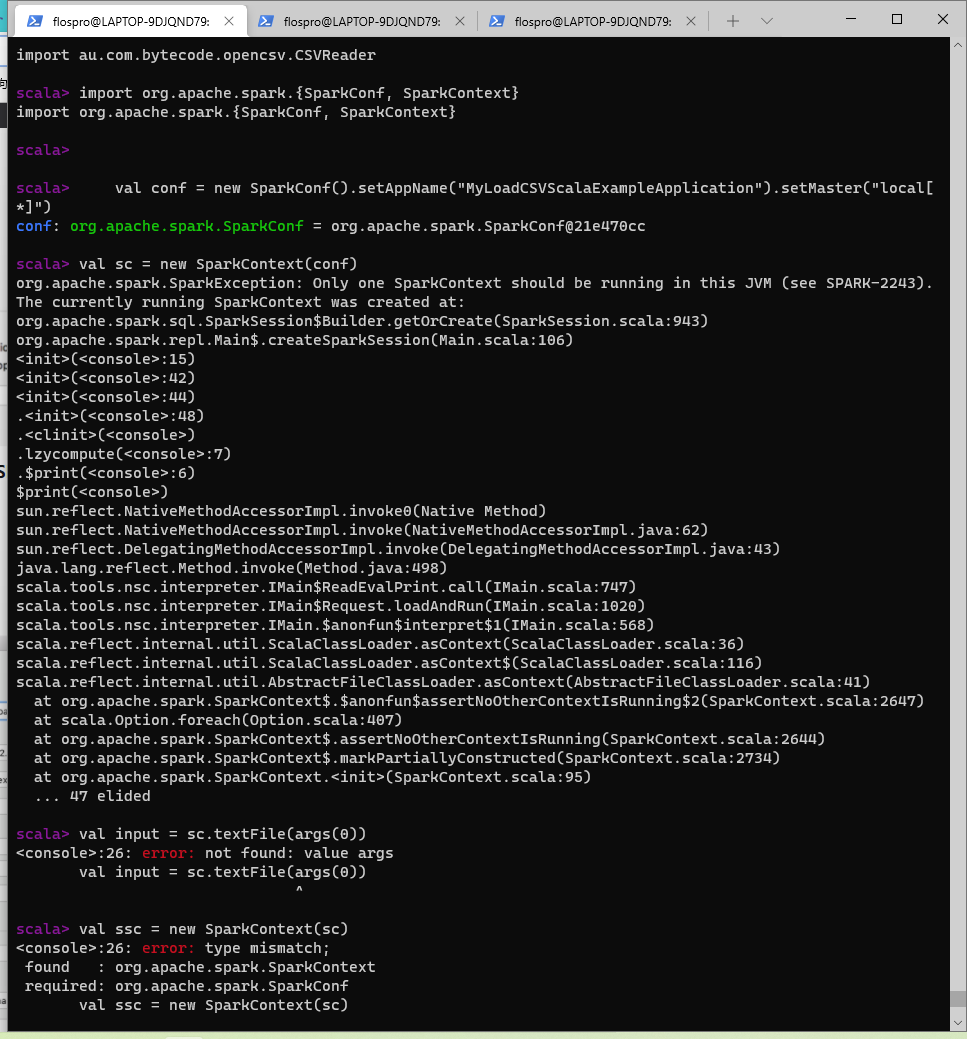 flospro@LAPTOP-9DJQND79: flospro@LAPTOP-9DJQND79: flospro@LAPTOP-9DJQND79:
import au.com.bytecode.opencsv.CSVReader
scala> import org.apache.spark.{SparkConf, SparkContext}
import org.apache.spark.{SparkConf, SparkContext}
scala>
scala>     val conf = new SparkConf().setAppName("MyLoadCSVScalaExampleApplication").setMaster("local[
*]")
conf: org.apache.spark.SparkConf = org.apache.spark.SparkConf@21e470cc
scala> val sc = new SparkContext(conf)
org.apache.spark.SparkException: Only one SparkContext should be running in this JVM (see SPARK-2243).
The currently running SparkContext was created at:
org.apache.spark.sql.SparkSession$Builder.getOrCreate(SparkSession.scala:943)
org.apache.spark.repl.Main$.createSparkSession(Main.scala:106)
<init>(<console>:15)
<init>(<console>:42)
<init>(<console>:44)
.<init>(<console>:48)
.<clinit>(<console>)
.lzycompute(<console>:7)
.$print(<console>:6)
$print(<console>)
sun.reflect.NativeMethodAccessorImpl.invoke0(Native Method)
sun.reflect.NativeMethodAccessorImpl.invoke(NativeMethodAccessorImpl.java:62)
sun.reflect.DelegatingMethodAccessorImpl.invoke(DelegatingMethodAccessorImpl.java:43)
java.lang.reflect.Method.invoke(Method.java:498)
scala.tools.nsc.interpreter.IMain$ReadEvalPrint.call(IMain.scala:747)
scala.tools.nsc.interpreter.IMain$Request.loadAndRun(IMain.scala:1020)
scala.tools.nsc.interpreter.IMain.$anonfun$interpret$1(IMain.scala:568)
scala.reflect.internal.util.ScalaClassLoader.asContext(ScalaClassLoader.scala:36)
scala.reflect.internal.util.ScalaClassLoader.asContext$(ScalaClassLoader.scala:116)
scala.reflect.internal.util.AbstractFileClassLoader.asContext(AbstractFileClassLoader.scala:41)
  at org.apache.spark.SparkContext$.$anonfun$assertNoOtherContextIsRunning$2(SparkContext.scala:2647)
  at scala.Option.foreach(Option.scala:407)
  at org.apache.spark.SparkContext$.assertNoOtherContextIsRunning(SparkContext.scala:2644)
  at org.apache.spark.SparkContext$.markPartiallyConstructed(SparkContext.scala:2734)
  at org.apache.spark.SparkContext.<init>(SparkContext.scala:95)
  ... 47 elided
scala> val input = sc.textFile(args(0))
<console>:26: error: not found: value args
       val input = sc.textFile(args(0))
                               ^
scala> val ssc = new SparkContext(sc)
<console>:26: error: type mismatch;
 found   : org.apache.spark.SparkContext
 required: org.apache.spark.SparkConf
       val ssc = new SparkContext(sc)